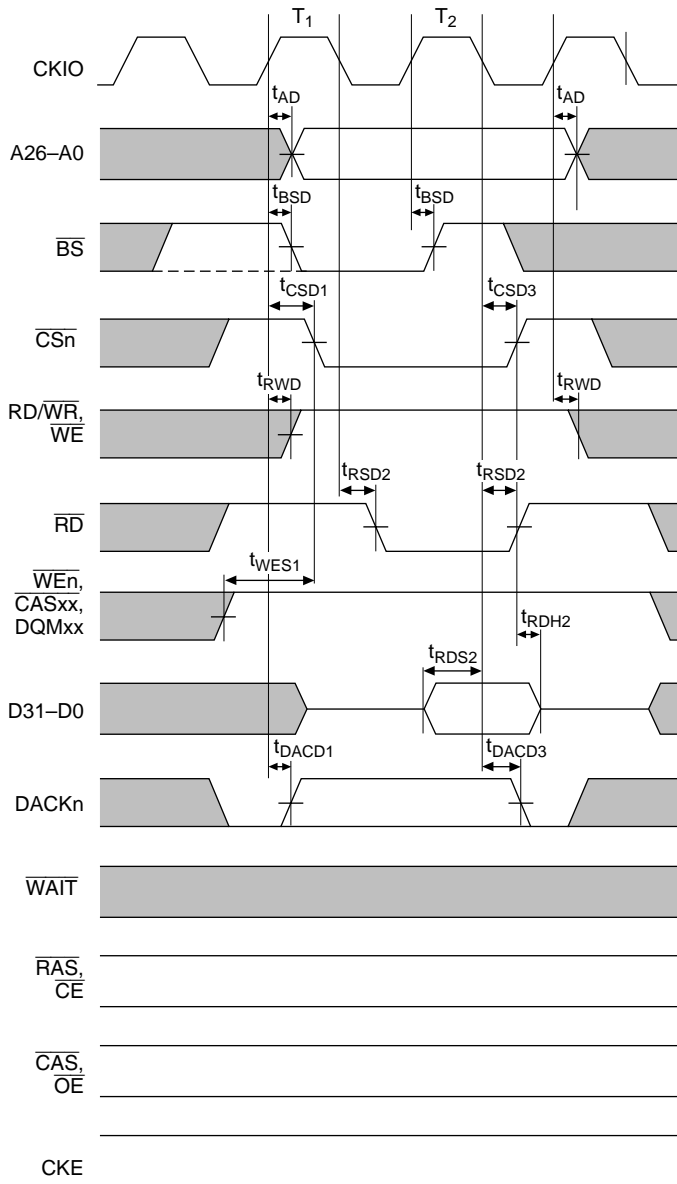 T1 T2
CKIO
tAD tAD
A26–A0
tBSD tBSD
BS
tCSD1 tCSD3
CSn
tRWD tRWD
RD/WR,
WE
tRSD2 tRSD2
RD
tWES1
WEn,
CASxx,
DQMxx
tRDH2
tRDS2
D31–D0
tDACD1 tDACD3
DACKn
WAIT
RAS,
CE
CAS,
OE
CKE